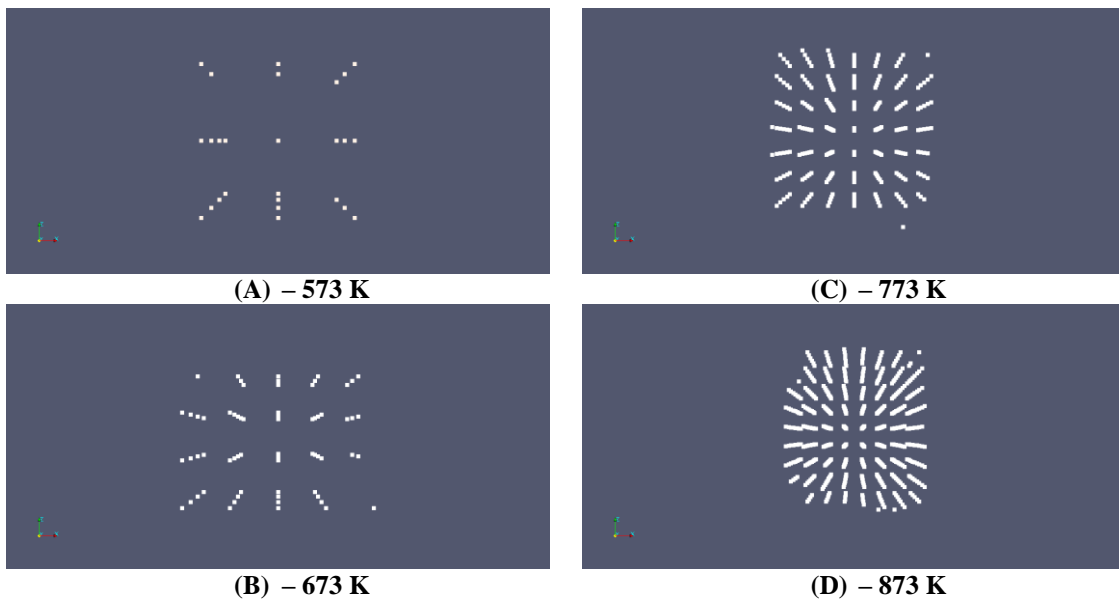 (A) – 573 K
(C) – 773 K
(B) – 673 K
(D) – 873 K